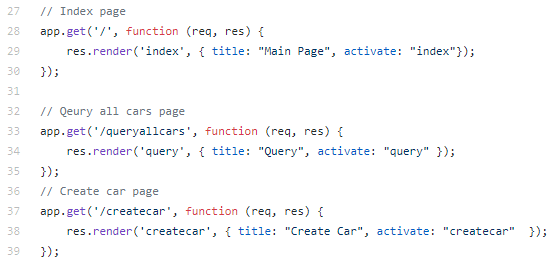 27 // Index page
28 app.get('/', function (req, res) {
29     res.render('index', { title: "Main Page", activate: "index"});
30 });
31
32 // Qeury all cars page
33 app.get('/queryallcars', function (req, res) {
34     res.render('query', { title: "Query", activate: "query" });
35 });
36 // Create car page
37 app.get('/createcar', function (req, res) {
38     res.render('createcar', { title: "Create Car", activate: "createcar"  });
39 });